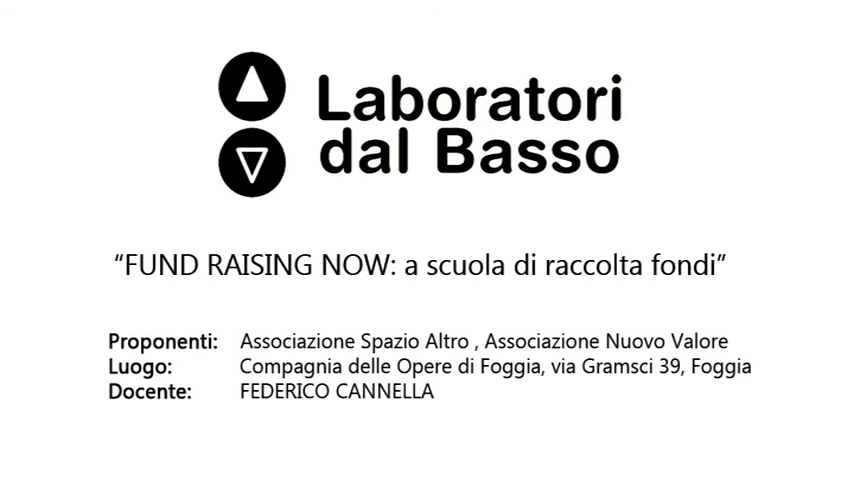 Laboratori
dal Basso
“FUND RAISING NOW: a scuola di raccolta fondi”
Proponenti: Associazione Spazio Altro , Associazione Nuovo Valore
Luogo: Compagnia delle Opere di Foggia, via Gramsci 39, Foggia
Docente: FEDERICO CANNELLA